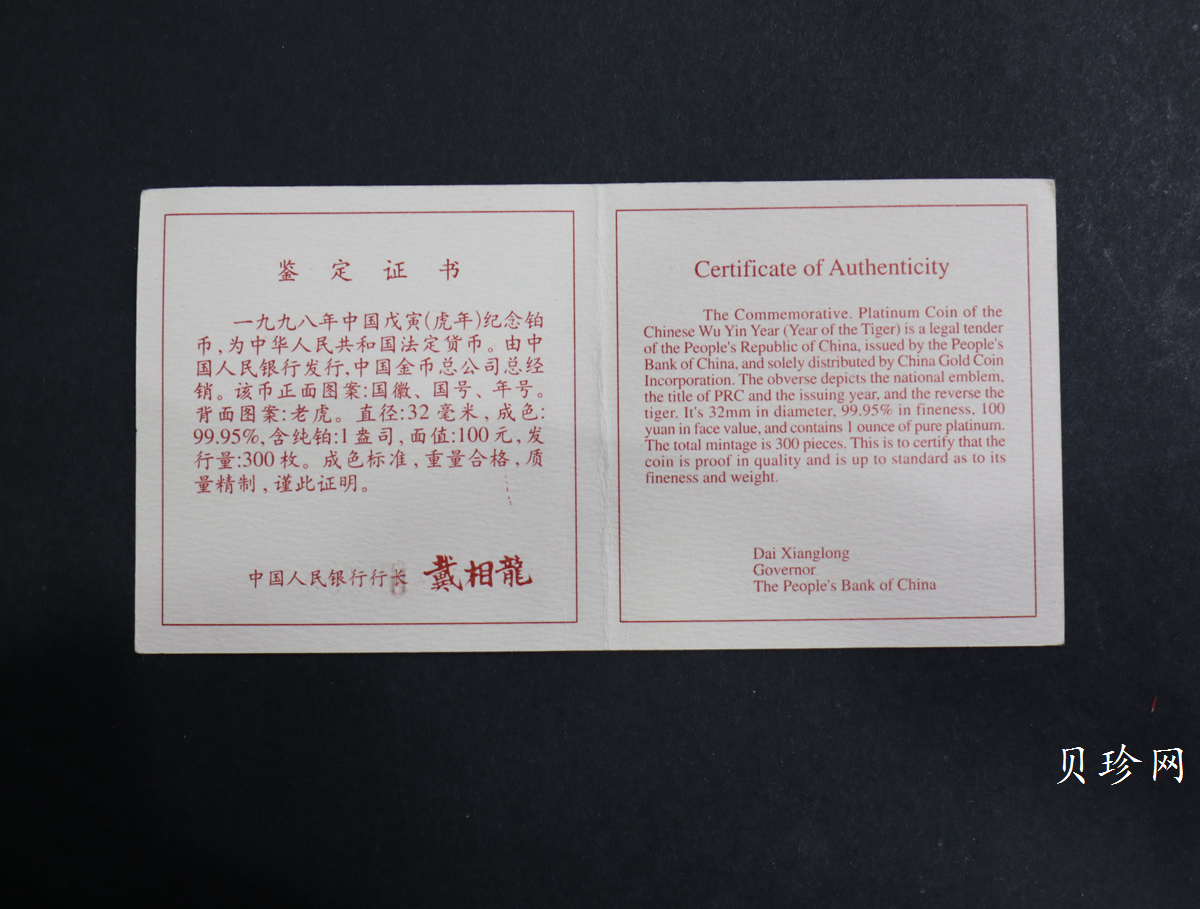 鉴定证书
一九九八年中国戊寅(虎年)纪念铂
币,为中华人民共和国法定货币。由中
国人民银行发行,中国金币总公司总经
销。该币正面图案:国徽、国号、年号。
背面图案:老虎。直径:32毫米,成色:
99.95%,含纯铂:1盎司,面值:100元,发
行量:300枚。成色标准,重量合格,质
量精制,谨此证明。
中国人民银行行长 戴相龍
Certificate of Authenticity
The Commemorative. Platinum Coin of the
Chinese Wu Yin Year (Year of the Tiger) is a legal tender
of the People's Republic of China, issued by the People's
Bank of China, and solely distributed by China Gold Coin
Incorporation. The obverse depicts the national emblem,
the title of PRC and the issuing year, and the reverse the
tiger. It's 32mm in diameter, 99.95% in fineness, 100
yuan in face value, and contains 1 ounce of pure platinum.
The total mintage is 300 pieces. This is to certify that the
coin is proof in quality and is up to standard as to its
fineness and weight.
Dai Xianglong
Governor
The People's Bank of China
贝珍网